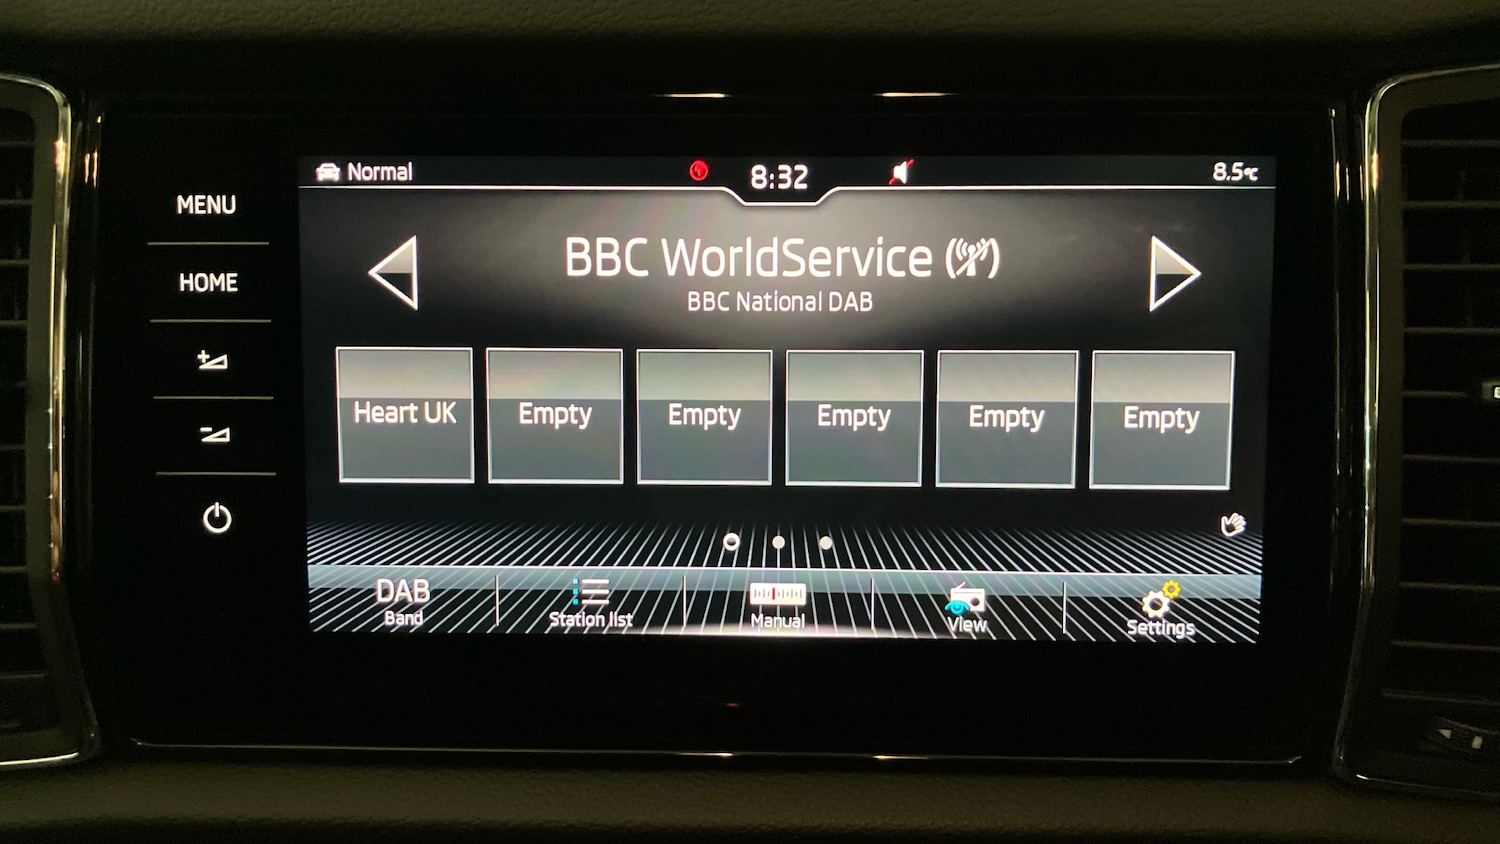 Normal
8:32
8.5°C
MENU
HOME
BBC WorldService
BBC National DAB
Heart UK
Empty
Empty
Empty
Empty
Empty
DAB
Band
Station list
Manual
View
Settings